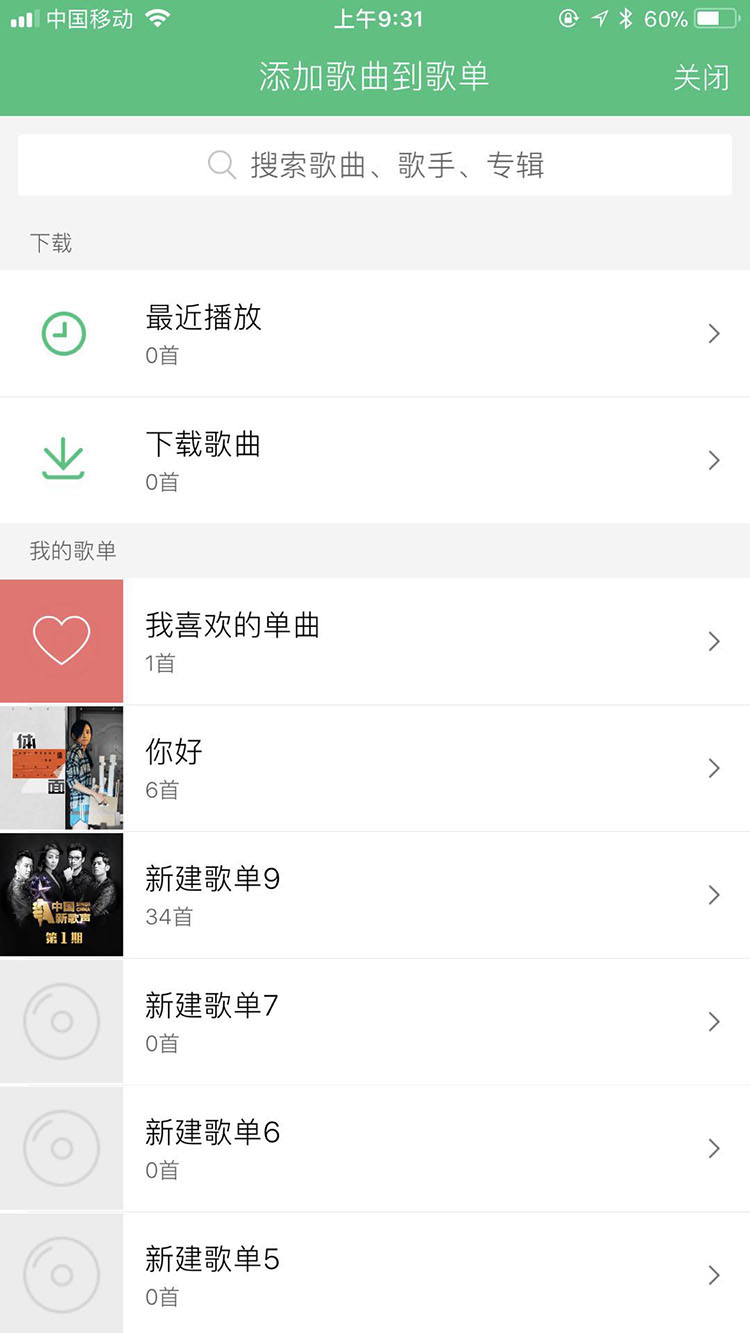 中国移动
上午9:31
60%
添加歌曲到歌单
关闭
搜索歌曲、歌手、专辑
下载
最近播放
0首
下载歌曲
0首
我的歌单
我喜欢的单曲
1首
体
面
你好
6首
中国
新歌声
SING!
CHINA
第1期
新建歌单9
34首
新建歌单7
0首
新建歌单6
0首
新建歌单5
0首